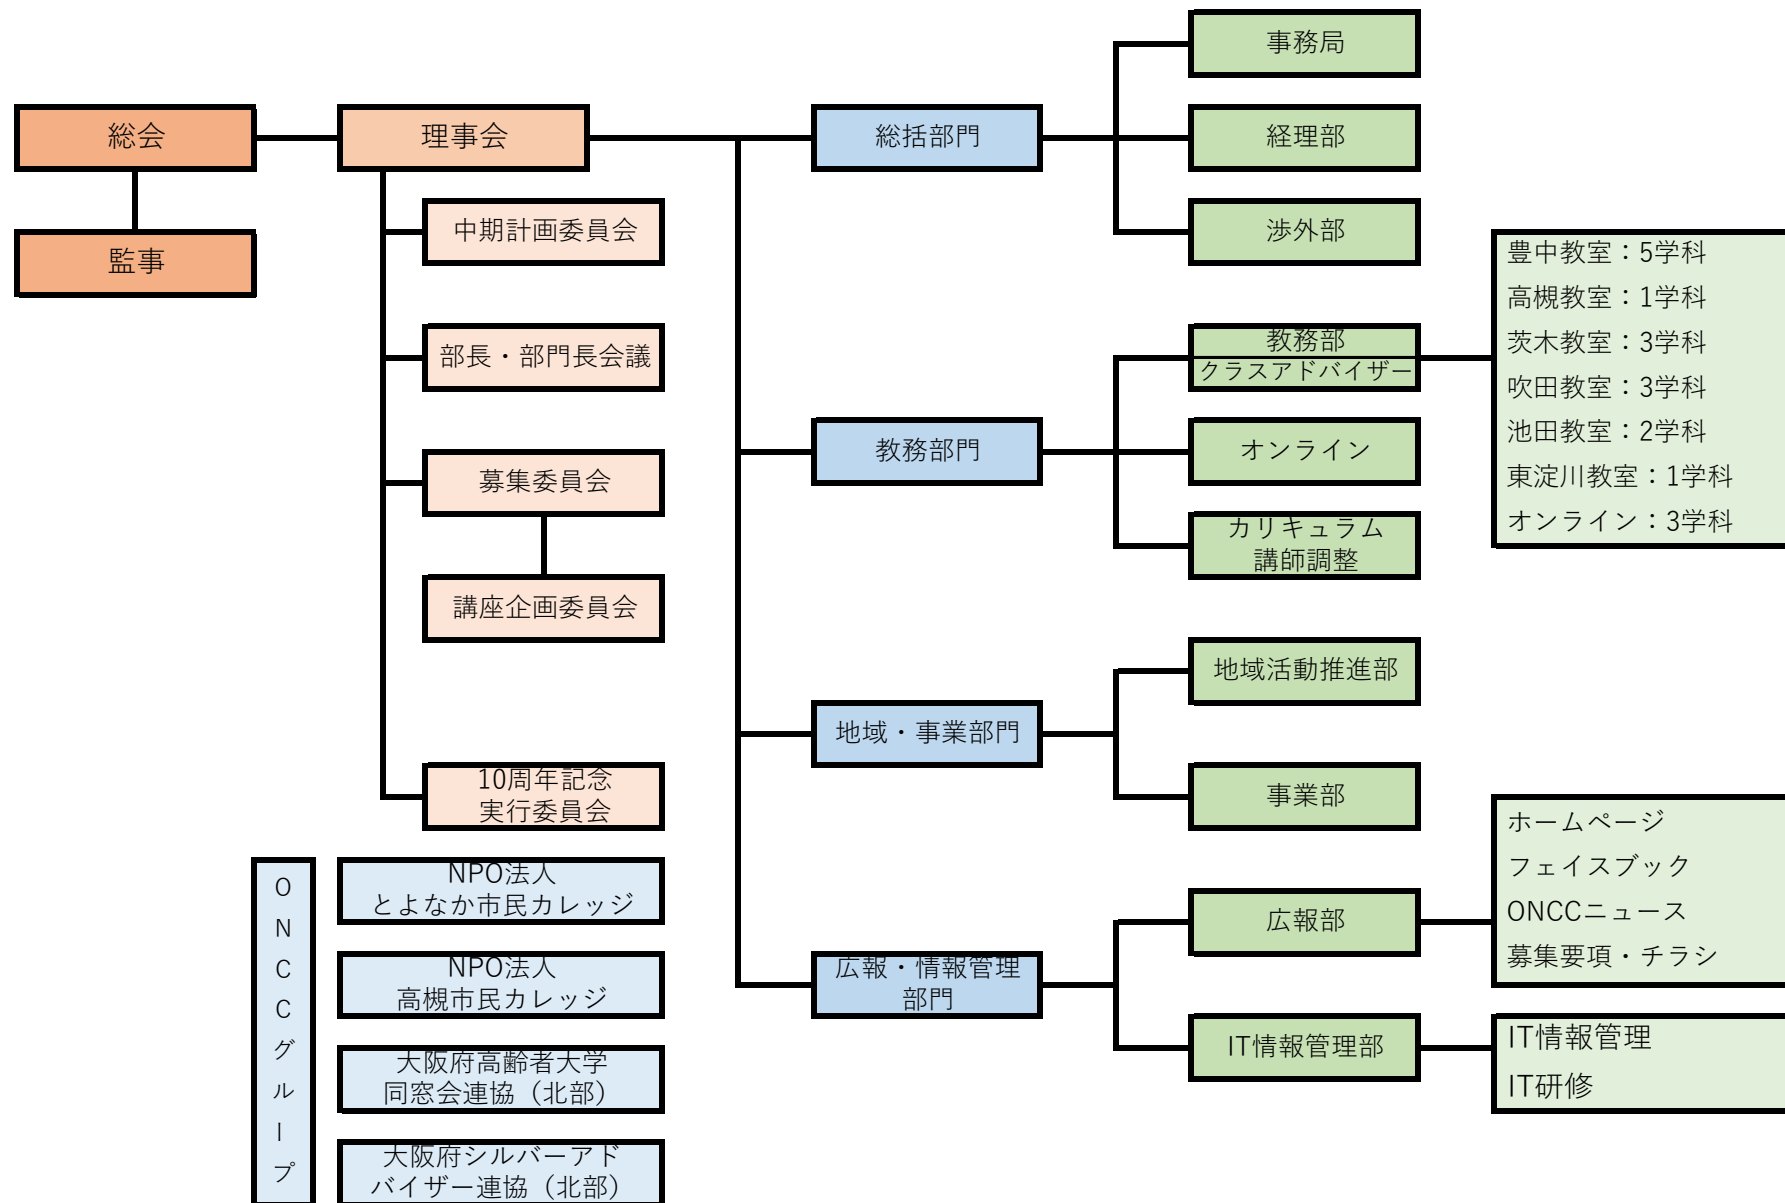 総会
監事
理事会
中期計画委員会
部長・部門長会議
募集委員会
講座企画委員会
10周年記念
実行委員会
ONCCグループ
NPO法人
とよなか市民カレッジ
NPO法人
高槻市民カレッジ
大阪府高齢者大学
同窓会連協（北部）
大阪府シルバーアド
バイザー連協（北部）
総括部門
事務局
経理部
渉外部
教務部門
教務部
クラスアドバイザー
オンライン
カリキュラム
講師調整
豊中教室：5学科
高槻教室：1学科
茨木教室：3学科
吹田教室：3学科
池田教室：2学科
東淀川教室：1学科
オンライン：3学科
地域・事業部門
地域活動推進部
事業部
広報・情報管理
部門
広報部
ホームページ
フェイスブック
ONCCニュース
募集要項・チラシ
IT情報管理部
IT情報管理
IT研修